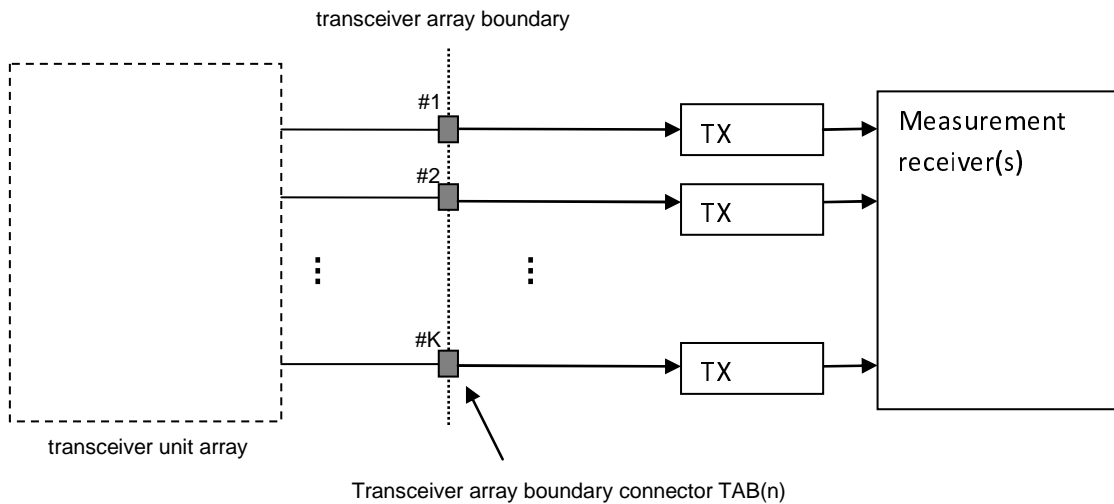 transceiver array boundary
#1
TX
Measurement
receiver(s)
#2
TX
#K
TX
transceiver unit array
Transceiver array boundary connector TAB(n)